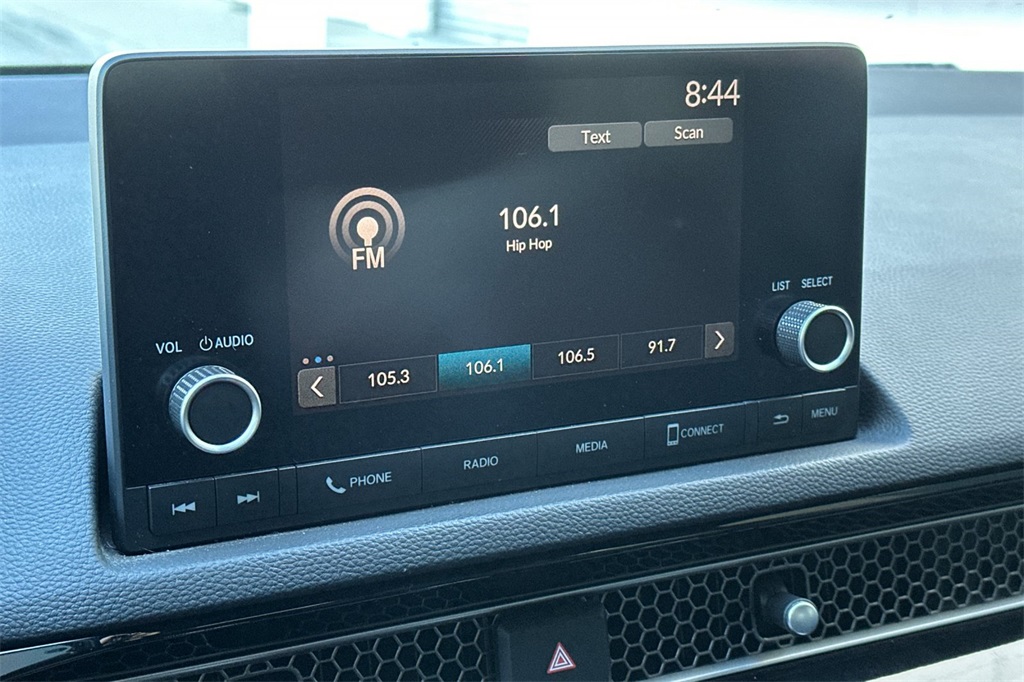 8:44
Text Scan
106.1
Hip Hop
FM
LIST SELECT
VOL AUDIO
105.3 106.1 106.5 91.7
PHONE RADIO MEDIA CONNECT MENU